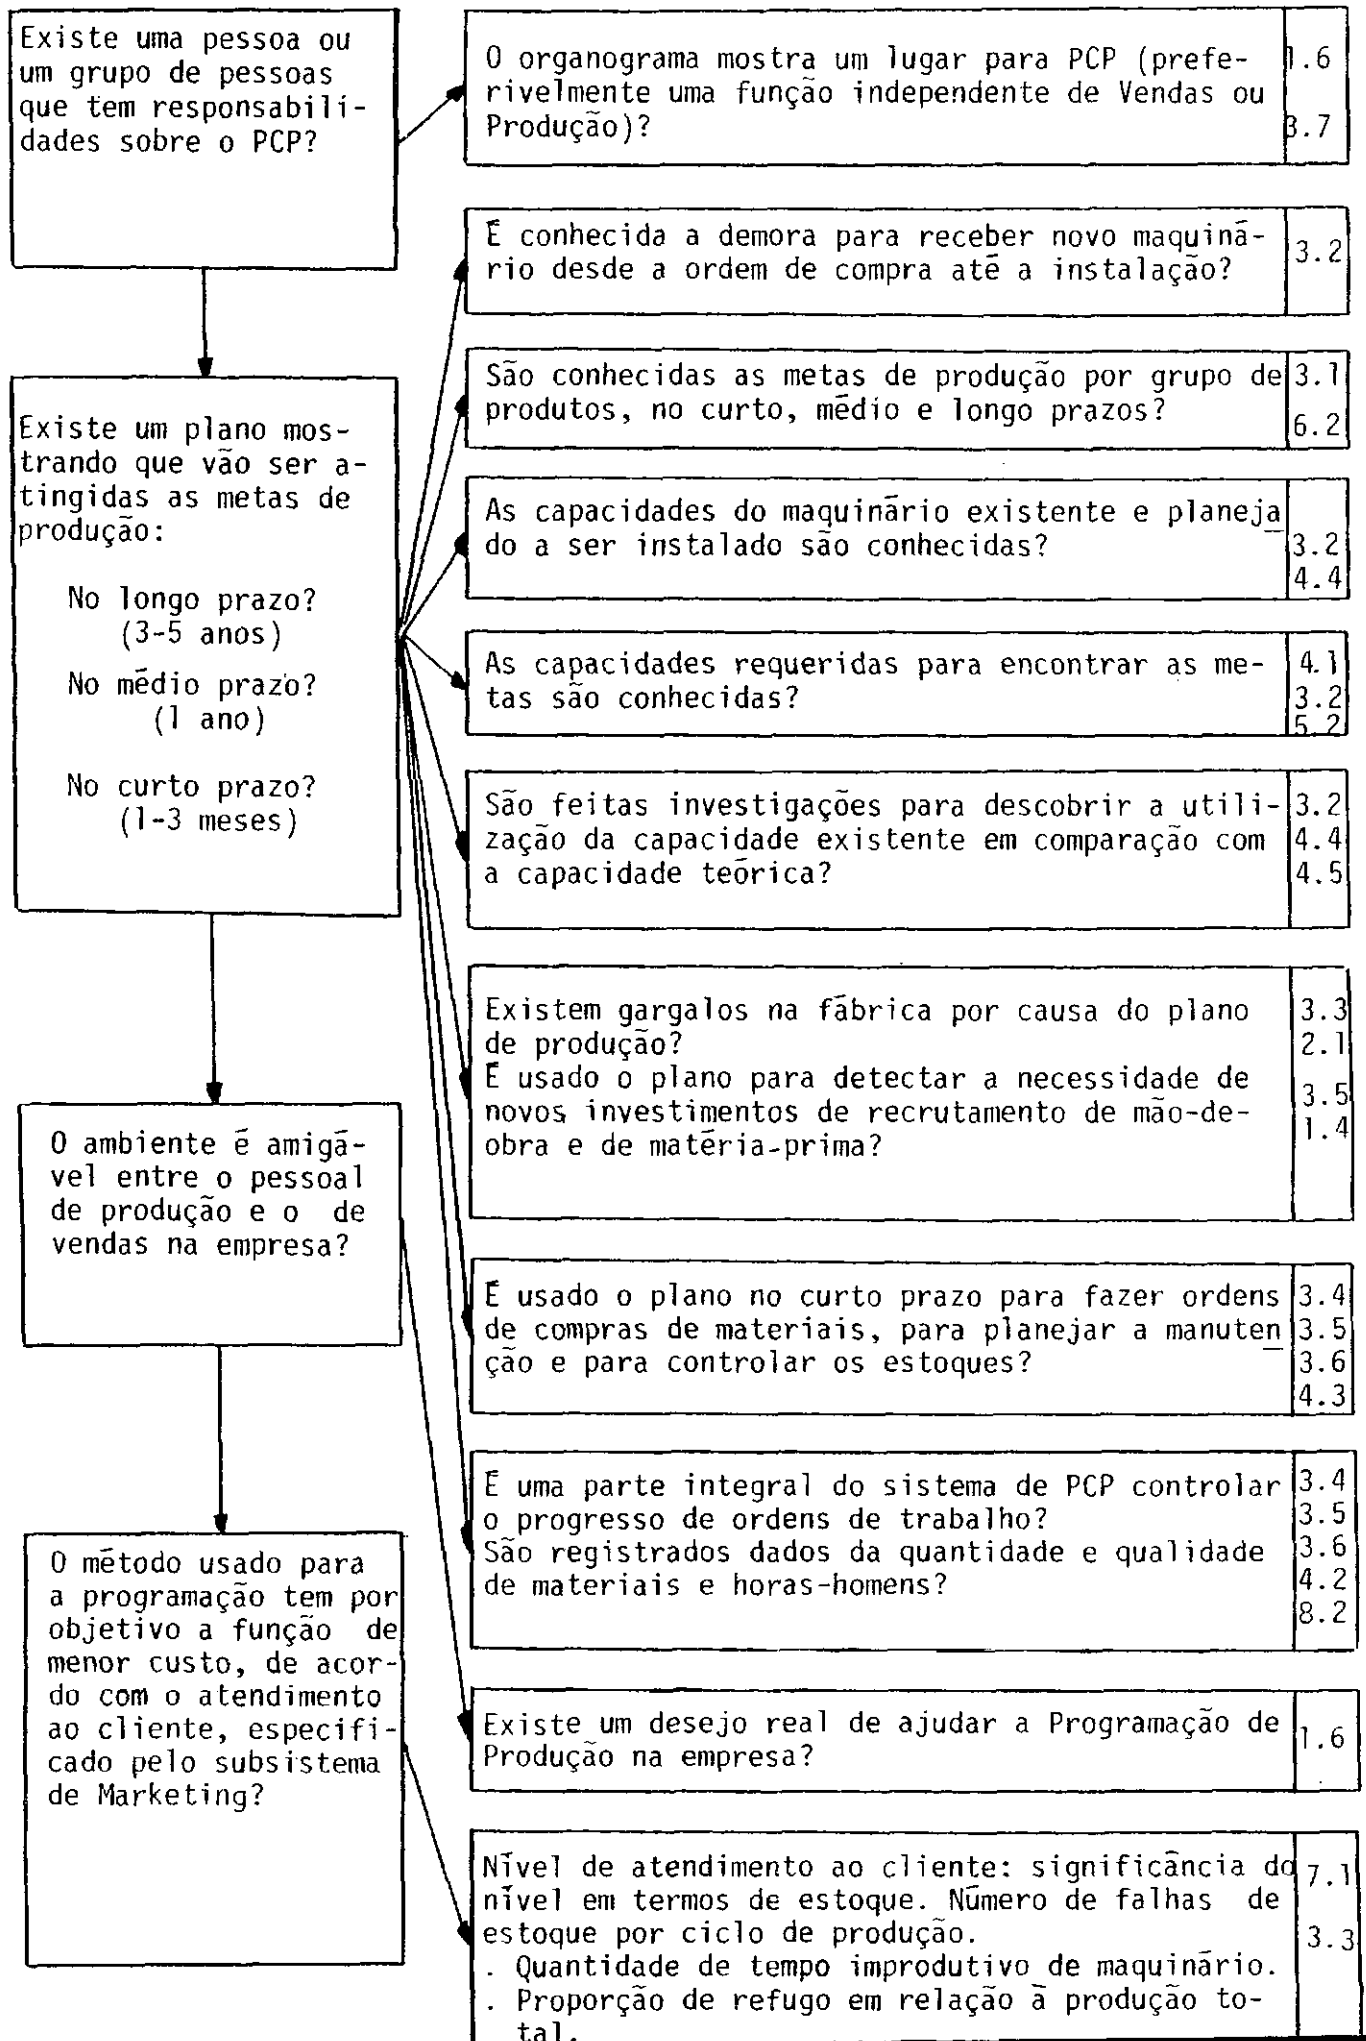 Existe uma pessoa ou
um grupo de pessoas
que tem responsabili-
dades sobre o PCP?
O organograma mostra um lugar para PCP (prefe-
rivelmente uma função independente de Vendas ou
Produção)?
1.6
3.7
É conhecida a demora para receber novo maquiná-
rio desde a ordem de compra até a instalação?
3.2
Existe um plano mos-
trando que vão ser a-
tingidas as metas de
produção:
No longo prazo?
(3-5 anos)
No médio prazo?
(1 ano)
No curto prazo?
(1-3 meses)
São conhecidas as metas de produção por grupo de
produtos, no curto, médio e longo prazos?
3.1
6.2
As capacidades do maquinário existente e planeja
do a ser instalado são conhecidas?
3.2
4.4
As capacidades requeridas para encontrar as me-
tas são conhecidas?
4.1
3.2
5.2
São feitas investigações para descobrir a utili-
zação da capacidade existente em comparação com
a capacidade teórica?
3.2
4.4
4.5
Existem gargalos na fábrica por causa do plano
de produção?
É usado o plano para detectar a necessidade de
novos investimentos de recrutamento de mão-de-
obra e de matéria-prima?
3.3
2.1
3.5
1.4
O ambiente é amigá-
vel entre o pessoal
de produção e o de
vendas na empresa?
É usado o plano no curto prazo para fazer ordens
de compras de materiais, para planejar a manuten
ção e para controlar os estoques?
3.4
3.5
3.6
4.3
É uma parte integral do sistema de PCP controlar
o progresso de ordens de trabalho?
São registrados dados da quantidade e qualidade
de materiais e horas-homens?
3.4
3.5
3.6
4.2
8.2
O método usado para
a programação tem por
objetivo a função de
menor custo, de acor-
do com o atendimento
ao cliente, especifi-
cado pelo subsistema
de Marketing?
Existe um desejo real de ajudar a Programação de
Produção na empresa?
1.6
Nível de atendimento ao cliente: significância do
nível em termos de estoque. Número de falhas de
estoque por ciclo de produção.
. Quantidade de tempo improdutivo de maquinário.
. Proporção de refugo em relação à produção to-
tal.
7.1
3.3